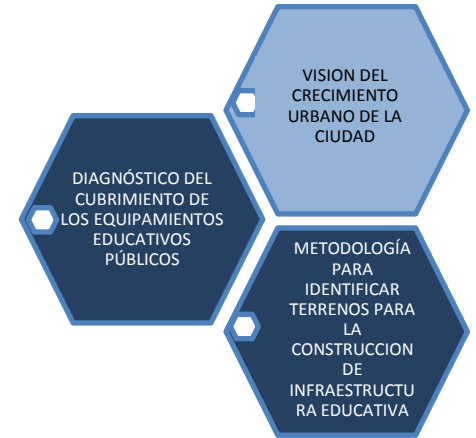 VISION DEL
CRECIMIENTO
URBANO DE LA
CIUDAD
DIAGNÓSTICO DEL
CUBRIMIENTO DE
LOS EQUIPAMIENTOS
EDUCATIVOS
PÚBLICOS
METODOLOGÍA
PARA
IDENTIFICAR
TERRENOS PARA
LA
CONSTRUCCION
DE
INFRAESTRUCTU
RA EDUCATIVA